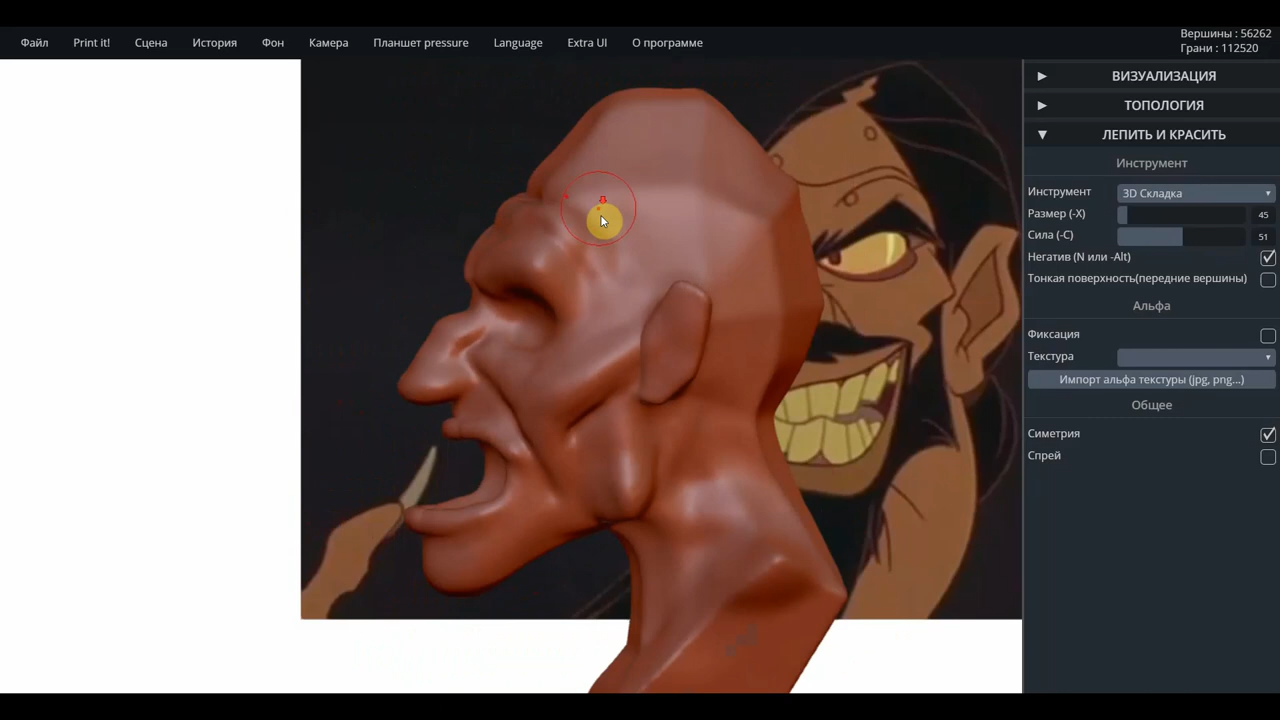 Файл Print it! Сцена История Фон Камера Планшет pressure Language Extra UI О программе
Вершины : 56262
Грани : 112520
ВИЗУАЛИЗАЦИЯ
ТОПОЛОГИЯ
ЛЕПИТЬ И КРАСИТЬ
Инструмент
Инструмент 3D Складка
Размер (-X) 45
Сила (-C) 51
Негатив (N или -Alt)
Тонкая поверхность(передние вершины)
Альфа
Фиксация
Текстура
Импорт альфа текстуры (jpg, png...)
Общее
Симетрия
Спрей